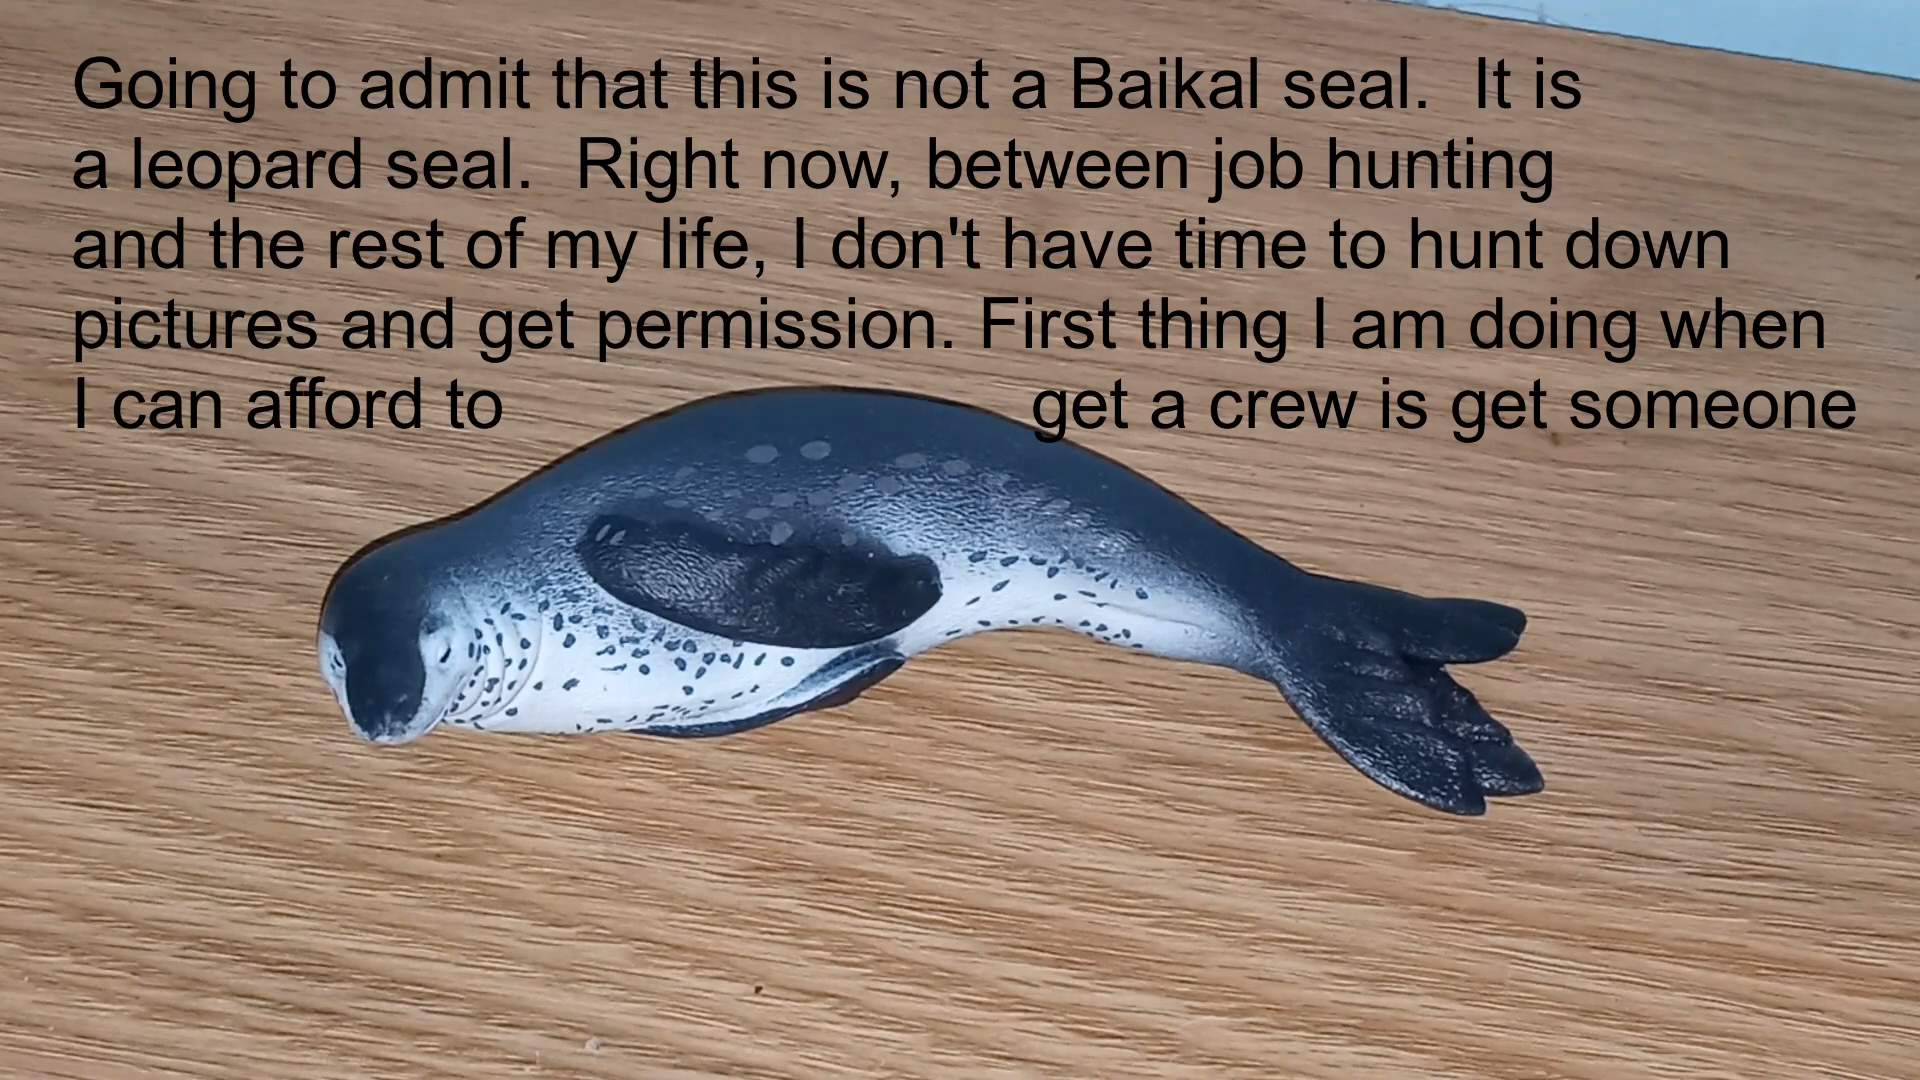 Going to admit that this is not a Baikal seal.  It is
a leopard seal.  Right now, between job hunting
and the rest of my life, I don't have time to hunt down
pictures and get permission. First thing I am doing when
I can afford to get a crew is get someone